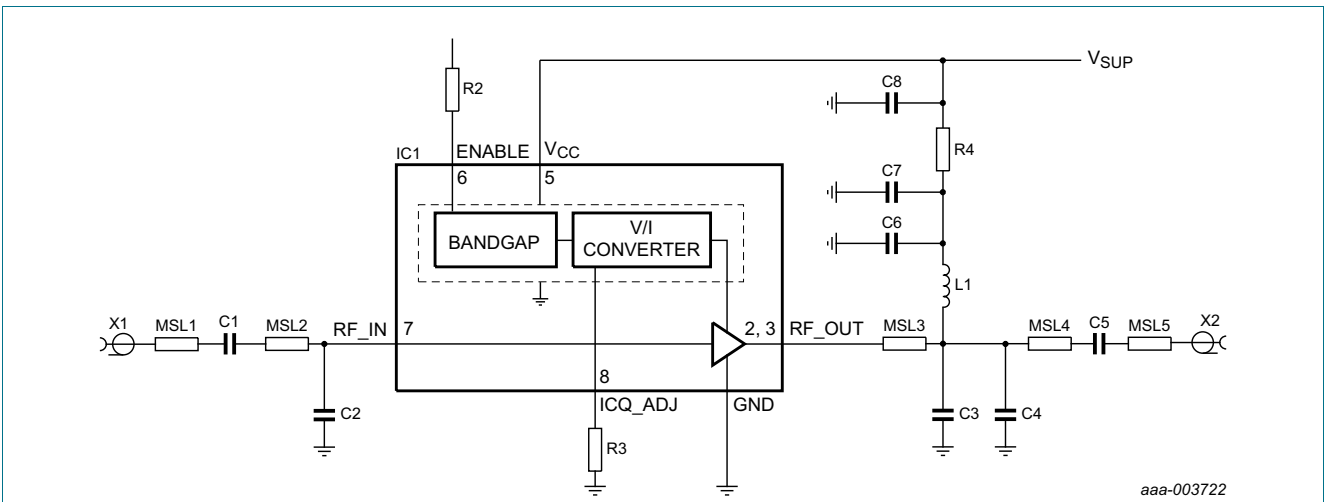 V_SUP
C8
R2
R4
IC1 ENABLE V_CC
6 5
C7
C6
BANDGAP
V/I
CONVERTER
L1
X1 MSL1 C1 MSL2 RF_IN 7 2, 3 RF_OUT MSL3 MSL4 C5 MSL5 X2
8
ICQ_ADJ GND
C2 C3 C4
R3
aaa-003722